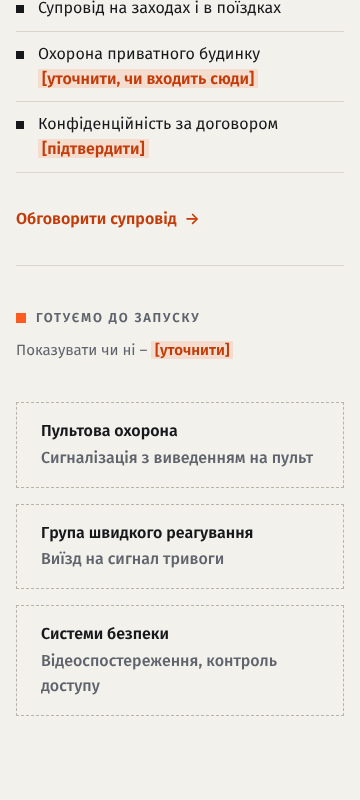 Супровід на заходах і в поїздках
Охорона приватного будинку
[уточнити, чи входить сюди]
Конфіденційність за договором
[підтвердити]
Обговорити супровід →
ГОТУЄМО ДО ЗАПУСКУ
Показувати чи ні – [уточнити]
Пультова охорона
Сигналізація з виведенням на пульт
Група швидкого реагування
Виїзд на сигнал тривоги
Системи безпеки
Відеоспостереження, контроль
доступу